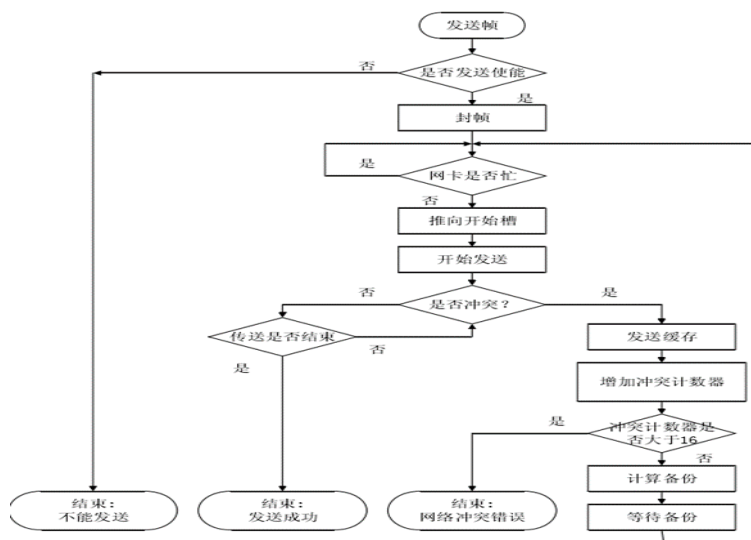 发送帧
否
是否发送使能
是
封帧
是
网卡是否忙
否
推向开始槽
开始发送
否
是否冲突？
是
传送是否结束
否
发送缓存
是
增加冲突计数器
是
冲突计数器是
否大于16
否
计算备份
结束：
不能发送
结束：
发送成功
结束：
网络冲突错误
等待备份